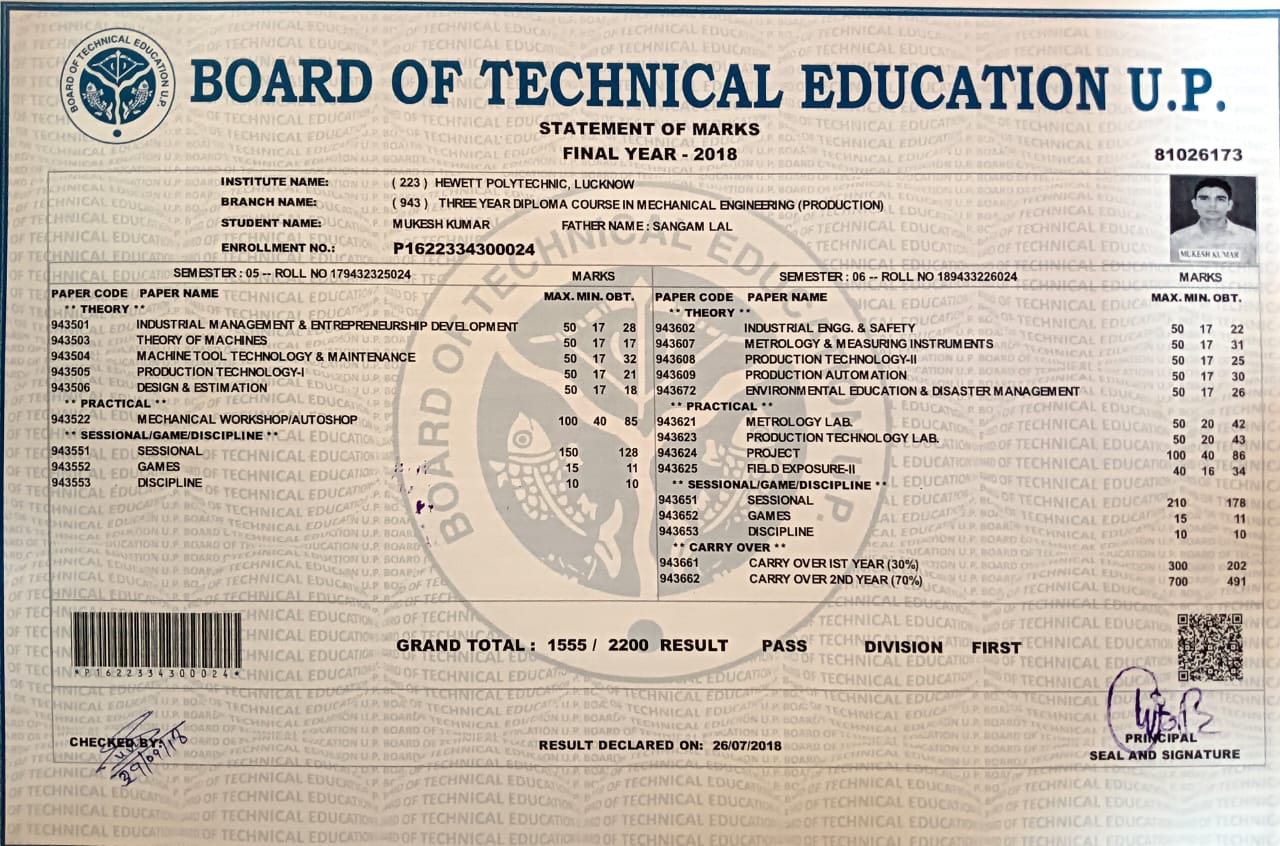 BOARD OF TECHNICAL EDUCATION U.P.
BOARD OF TECHNICAL EDUCATION U.P.
STATEMENT OF MARKS
FINAL YEAR - 2018
81026173
INSTITUTE NAME: ( 223 ) HEWETT POLYTECHNIC, LUCKNOW
BRANCH NAME: ( 943 ) THREE YEAR DIPLOMA COURSE IN MECHANICAL ENGINEERING (PRODUCTION)
STUDENT NAME: MUKESH KUMAR FATHER NAME : SANGAM LAL
ENROLLMENT NO.: P1622334300024
MUKESH KUMAR
SEMESTER : 05 -- ROLL NO 179432325024 MARKS
PAPER CODE PAPER NAME MAX. MIN. OBT.
** THEORY **
943501 INDUSTRIAL MANAGEMENT & ENTREPRENEURSHIP DEVELOPMENT 50 17 28
943503 THEORY OF MACHINES 50 17 17
943504 MACHINE TOOL TECHNOLOGY & MAINTENANCE 50 17 32
943505 PRODUCTION TECHNOLOGY-I 50 17 21
943506 DESIGN & ESTIMATION 50 17 18
** PRACTICAL **
943522 MECHANICAL WORKSHOP/AUTOSHOP 100 40 85
** SESSIONAL/GAME/DISCIPLINE **
943551 SESSIONAL 150 128
943552 GAMES 15 11
943553 DISCIPLINE 10 10
SEMESTER : 06 -- ROLL NO 189433226024 MARKS
PAPER CODE PAPER NAME MAX. MIN. OBT.
** THEORY **
943602 INDUSTRIAL ENGG. & SAFETY 50 17 22
943607 METROLOGY & MEASURING INSTRUMENTS 50 17 31
943608 PRODUCTION TECHNOLOGY-II 50 17 25
943609 PRODUCTION AUTOMATION 50 17 30
943672 ENVIRONMENTAL EDUCATION & DISASTER MANAGEMENT 50 17 26
** PRACTICAL **
943621 METROLOGY LAB. 50 20 42
943623 PRODUCTION TECHNOLOGY LAB. 50 20 43
943624 PROJECT 100 40 86
943625 FIELD EXPOSURE-II 40 16 34
** SESSIONAL/GAME/DISCIPLINE **
943651 SESSIONAL 210 178
943652 GAMES 15 11
943653 DISCIPLINE 10 10
** CARRY OVER **
943661 CARRY OVER IST YEAR (30%) 300 202
943662 CARRY OVER 2ND YEAR (70%) 700 491
*P1622334300024*
GRAND TOTAL : 1555 / 2200 RESULT PASS DIVISION FIRST
CHECKED BY:
29/09/18
RESULT DECLARED ON: 26/07/2018
PRINCIPAL
SEAL AND SIGNATURE